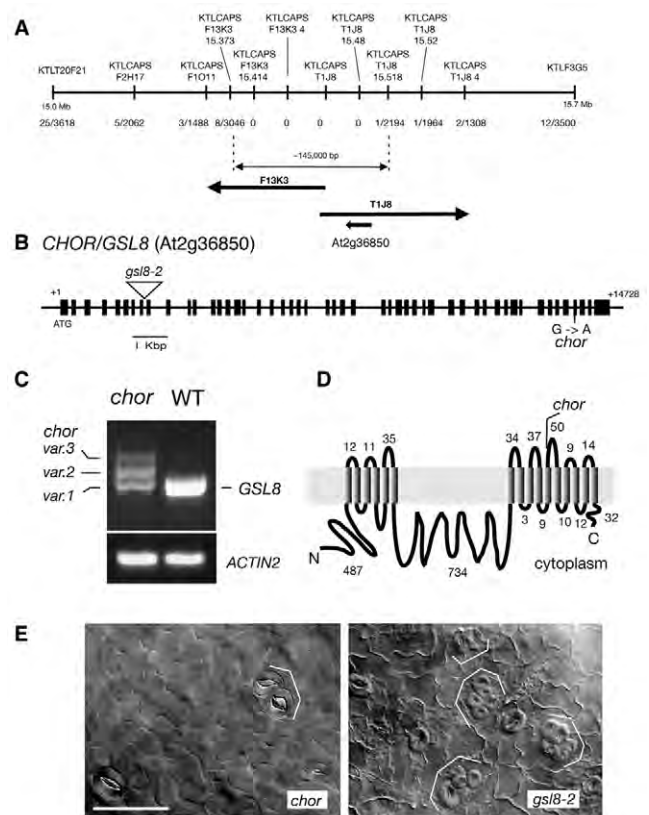 A
KTLCAPS KTLCAPS KTLCAPS KTLCAPS
F13K3 F13K3 4 T1J8 T1J8
15.373 15.48 15.52
KTLT20F21 KTLCAPS KTLCAPS KTLCAPS KTLCAPS KTLCAPS KTLCAPS KTLF3G5
F2H17 F1O11 F13K3 T1J8 T1J8 T1J8 4
15.414 15.518
15.0 Mb 15.7 Mb
25/3618 5/2062 3/1488 8/3046 0 0 0 0 1/2194 1/1964 2/1308 12/3500
~145,000 bp
F13K3
T1J8
At2g36850
B CHOR/GSL8 (At2g36850)
gsl8-2
+1 +14728
ATG G -> A
1 Kbp chor
C
chor WT
chor
var.3
var.2
var.1 GSL8
ACTIN2
D
chor
12 11 35 34 37 50 9 14
3 9 10 12 32
N C
487 734 cytoplasm
E
chor gsl8-2